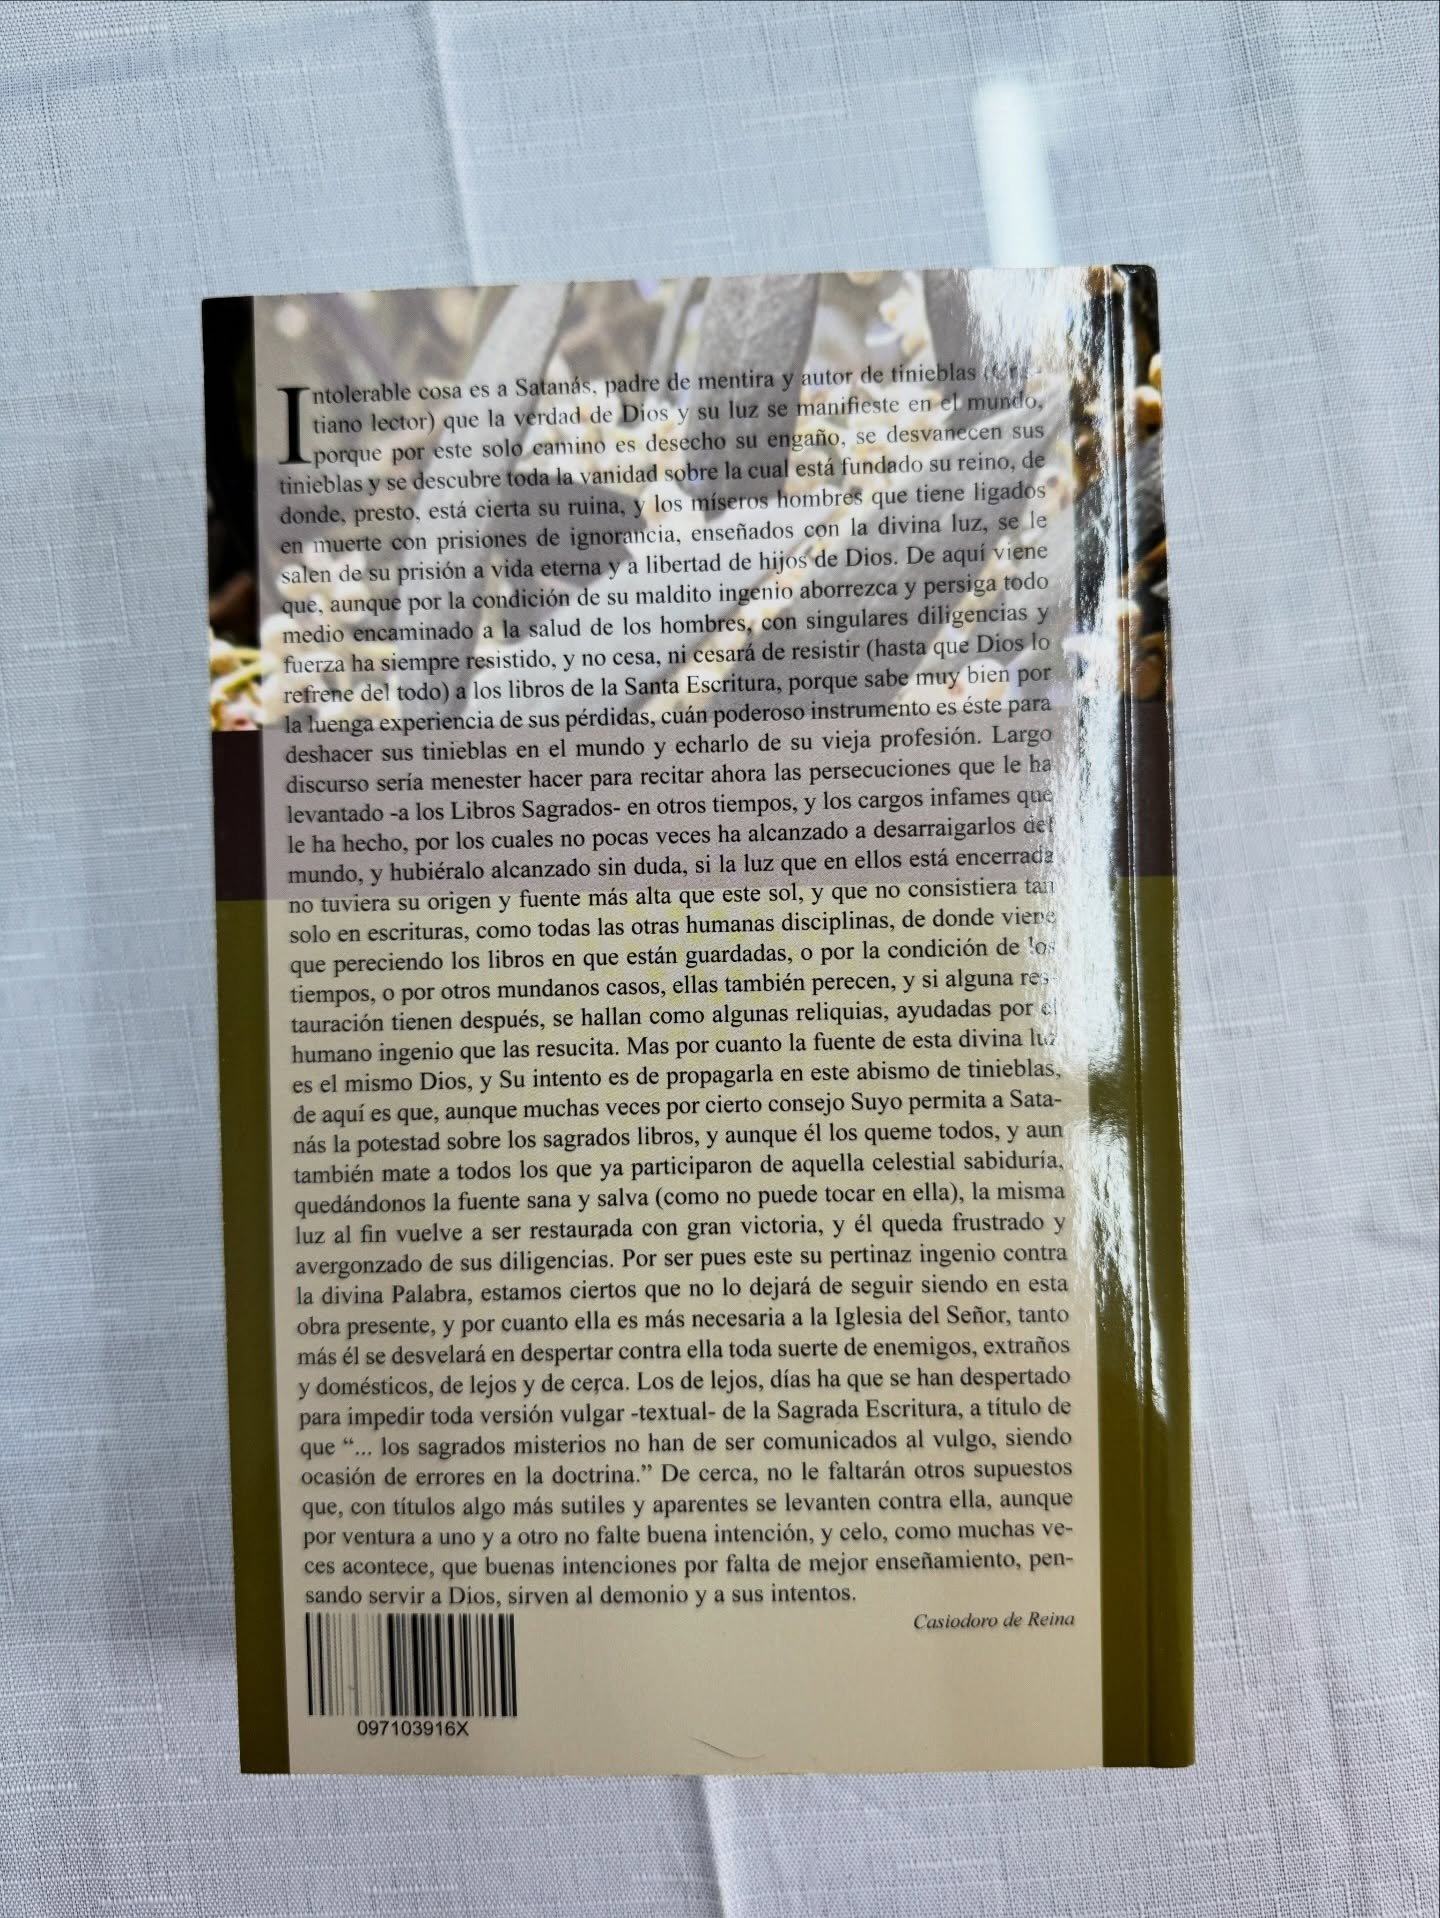 Intolerable cosa es a Satanás, padre de mentira y autor de tinieblas
tiano lector) que la verdad de Dios y su luz se manifieste en el mundo,
porque por este solo camino es desecho su engaño, se desvanecen sus
tinieblas y se descubre toda la vanidad sobre la cual está fundado su reino, de
donde, presto, está cierta su ruina, y los míseros hombres que tiene ligados
en muerte con prisiones de ignorancia, enseñados con la divina luz, se le
salen de su prisión a vida eterna y a libertad de hijos de Dios. De aquí viene
que, aunque por la condición de su maldito ingenio aborrezca y persiga todo
medio encaminado a la salud de los hombres, con singulares diligencias y
fuerza ha siempre resistido, y no cesa, ni cesará de resistir (hasta que Dios lo
refrene del todo) a los libros de la Santa Escritura, porque sabe muy bien por
la luenga experiencia de sus pérdidas, cuán poderoso instrumento es éste para
deshacer sus tinieblas en el mundo y echarlo de su vieja profesión. Largo
discurso sería menester hacer para recitar ahora las persecuciones que le ha
levantado -a los Libros Sagrados- en otros tiempos, y los cargos infames que
le ha hecho, por los cuales no pocas veces ha alcanzado a desarraigarlos del
mundo, y hubiéralo alcanzado sin duda, si la luz que en ellos está encerrada
no tuviera su origen y fuente más alta que este sol, y que no consistiera tan
solo en escrituras, como todas las otras humanas disciplinas, de donde viene
que pereciendo los libros en que están guardadas, o por la condición de los
tiempos, o por otros mundanos casos, ellas también perecen, y si alguna res-
tauración tienen después, se hallan como algunas reliquias, ayudadas por el
humano ingenio que las resucita. Mas por cuanto la fuente de esta divina luz
es el mismo Dios, y Su intento es de propagarla en este abismo de tinieblas,
de aquí es que, aunque muchas veces por cierto consejo Suyo permita a Sata-
nás la potestad sobre los sagrados libros, y aunque él los queme todos, y aun
también mate a todos los que ya participaron de aquella celestial sabiduría,
quedándonos la fuente sana y salva (como no puede tocar en ella), la misma
luz al fin vuelve a ser restaurada con gran victoria, y él queda frustrado y
avergonzado de sus diligencias. Por ser pues este su pertinaz ingenio contra
la divina Palabra, estamos ciertos que no lo dejará de seguir siendo en esta
obra presente, y por cuanto ella es más necesaria a la Iglesia del Señor, tanto
más él se desvelará en despertar contra ella toda suerte de enemigos, extraños
y domésticos, de lejos y de cerca. Los de lejos, días ha que se han despertado
para impedir toda versión vulgar -textual- de la Sagrada Escritura, a título de
que “... los sagrados misterios no han de ser comunicados al vulgo, siendo
ocasión de errores en la doctrina.” De cerca, no le faltarán otros supuestos
que, con títulos algo más sutiles y aparentes se levanten contra ella, aunque
por ventura a uno y a otro no falte buena intención, y celo, como muchas ve-
ces acontece, que buenas intenciones por falta de mejor enseñamiento, pen-
sando servir a Dios, sirven al demonio y a sus intentos.
Casiodoro de Reina
097103916X